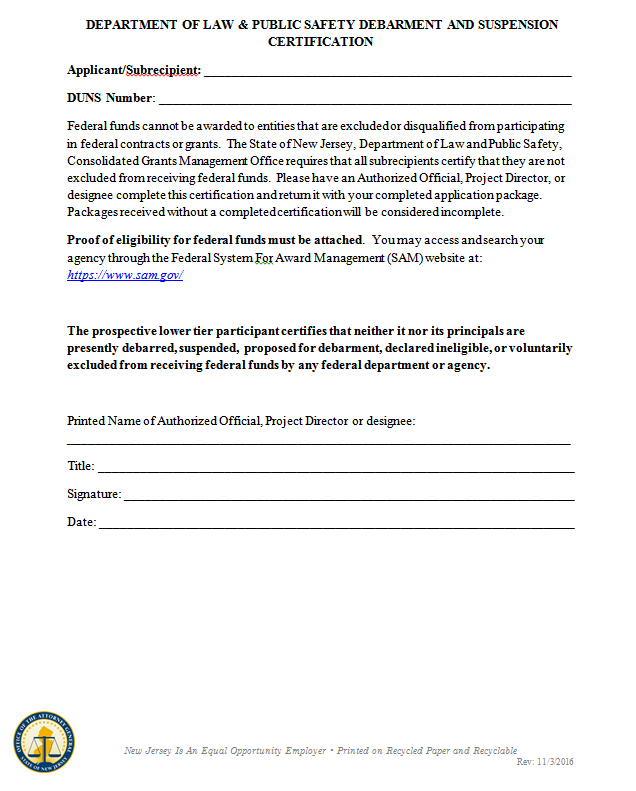 DEPARTMENT OF LAW & PUBLIC SAFETY DEBARMENT AND SUSPENSION
CERTIFICATION
Applicant/Subrecipient: ___
DUNS Number: ___
Federal funds cannot be awarded to entities that are excluded or disqualified from participating
in federal contracts or grants. The State of New Jersey, Department of Law and Public Safety,
Consolidated Grants Management Office requires that all subrecipients certify that they are not
excluded from receiving federal funds. Please have an Authorized Official, Project Director, or
designee complete this certification and return it with your completed application package.
Packages received without a completed certification will be considered incomplete.
Proof of eligibility for federal funds must be attached. You may access and search your
agency through the Federal System For Award Management (SAM) website at:
https://www.sam.gov/
The prospective lower tier participant certifies that neither it nor its principals are
presently debarred, suspended, proposed for debarment, declared ineligible, or voluntarily
excluded from receiving federal funds by any federal department or agency.
Printed Name of Authorized Official, Project Director or designee:
___
Title: ___
Signature: ___
Date: ___
OFFICE OF THE ATTORNEY GENERAL
STATE OF NEW JERSEY
New Jersey Is An Equal Opportunity Employer • Printed on Recycled Paper and Recyclable
Rev: 11/3/2016